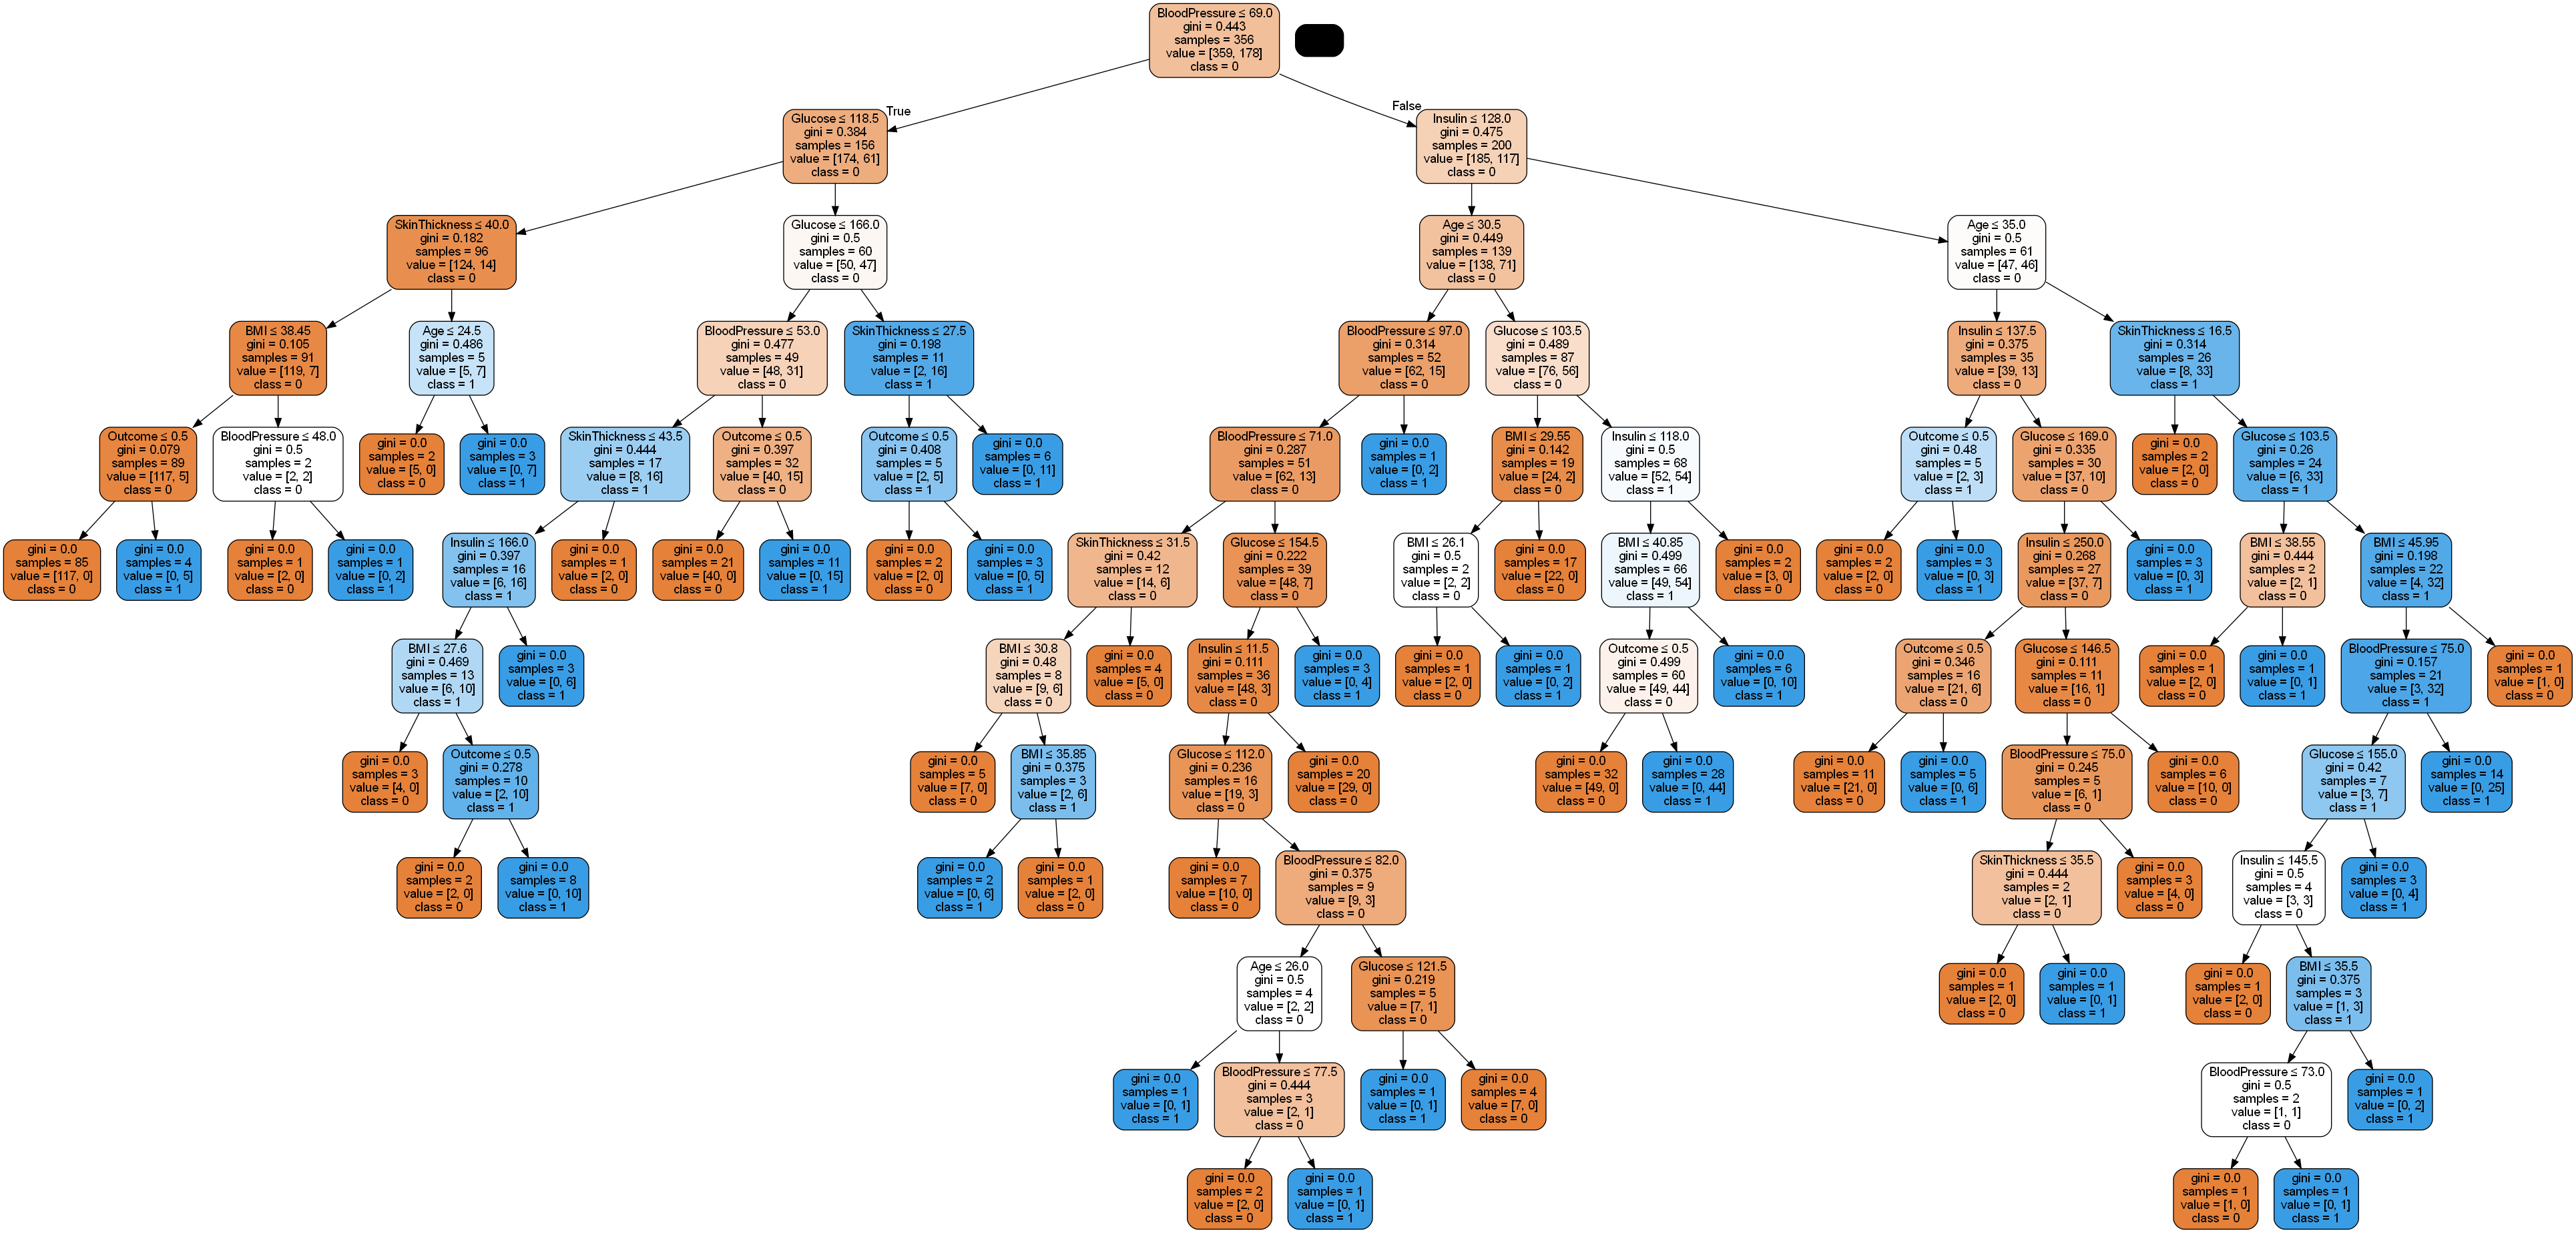 BloodPressure ≤ 69.0
gini = 0.443
samples = 356
value = [359, 178]
class = 0
True
False
Glucose ≤ 118.5
gini = 0.384
samples = 156
value = [174, 61]
class = 0
Insulin ≤ 128.0
gini = 0.475
samples = 200
value = [185, 117]
class = 0
SkinThickness ≤ 40.0
gini = 0.182
samples = 96
value = [124, 14]
class = 0
Glucose ≤ 166.0
gini = 0.5
samples = 60
value = [50, 47]
class = 0
Age ≤ 30.5
gini = 0.449
samples = 139
value = [138, 71]
class = 0
Age ≤ 35.0
gini = 0.5
samples = 61
value = [47, 46]
class = 0
BMI ≤ 38.45
gini = 0.105
samples = 91
value = [119, 7]
class = 0
Age ≤ 24.5
gini = 0.486
samples = 5
value = [5, 7]
class = 1
BloodPressure ≤ 53.0
gini = 0.477
samples = 49
value = [48, 31]
class = 0
SkinThickness ≤ 27.5
gini = 0.198
samples = 11
value = [2, 16]
class = 1
BloodPressure ≤ 97.0
gini = 0.314
samples = 52
value = [62, 15]
class = 0
Glucose ≤ 103.5
gini = 0.489
samples = 87
value = [76, 56]
class = 0
Insulin ≤ 137.5
gini = 0.375
samples = 35
value = [39, 13]
class = 0
SkinThickness ≤ 16.5
gini = 0.314
samples = 26
value = [8, 33]
class = 1
Outcome ≤ 0.5
gini = 0.079
samples = 89
value = [117, 5]
class = 0
BloodPressure ≤ 48.0
gini = 0.5
samples = 2
value = [2, 2]
class = 0
gini = 0.0
samples = 2
value = [5, 0]
class = 0
gini = 0.0
samples = 3
value = [0, 7]
class = 1
SkinThickness ≤ 43.5
gini = 0.444
samples = 17
value = [8, 16]
class = 1
Outcome ≤ 0.5
gini = 0.397
samples = 32
value = [40, 15]
class = 0
Outcome ≤ 0.5
gini = 0.408
samples = 5
value = [2, 5]
class = 1
gini = 0.0
samples = 6
value = [0, 11]
class = 1
BloodPressure ≤ 71.0
gini = 0.287
samples = 51
value = [62, 13]
class = 0
gini = 0.0
samples = 1
value = [0, 2]
class = 1
BMI ≤ 29.55
gini = 0.142
samples = 19
value = [24, 2]
class = 0
Insulin ≤ 118.0
gini = 0.5
samples = 68
value = [52, 54]
class = 1
Outcome ≤ 0.5
gini = 0.48
samples = 5
value = [2, 3]
class = 1
Glucose ≤ 169.0
gini = 0.335
samples = 30
value = [37, 10]
class = 0
gini = 0.0
samples = 2
value = [2, 0]
class = 0
Glucose ≤ 103.5
gini = 0.26
samples = 24
value = [6, 33]
class = 1
gini = 0.0
samples = 85
value = [117, 0]
class = 0
gini = 0.0
samples = 4
value = [0, 5]
class = 1
gini = 0.0
samples = 1
value = [2, 0]
class = 0
gini = 0.0
samples = 1
value = [0, 2]
class = 1
Insulin ≤ 166.0
gini = 0.397
samples = 16
value = [6, 16]
class = 1
gini = 0.0
samples = 1
value = [2, 0]
class = 0
gini = 0.0
samples = 21
value = [40, 0]
class = 0
gini = 0.0
samples = 11
value = [0, 15]
class = 1
gini = 0.0
samples = 2
value = [2, 0]
class = 0
gini = 0.0
samples = 3
value = [0, 5]
class = 1
SkinThickness ≤ 31.5
gini = 0.42
samples = 12
value = [14, 6]
class = 0
Glucose ≤ 154.5
gini = 0.222
samples = 39
value = [48, 7]
class = 0
BMI ≤ 26.1
gini = 0.5
samples = 2
value = [2, 2]
class = 0
gini = 0.0
samples = 17
value = [22, 0]
class = 0
BMI ≤ 40.85
gini = 0.499
samples = 66
value = [49, 54]
class = 1
gini = 0.0
samples = 2
value = [3, 0]
class = 0
gini = 0.0
samples = 2
value = [2, 0]
class = 0
gini = 0.0
samples = 3
value = [0, 3]
class = 1
Insulin ≤ 250.0
gini = 0.268
samples = 27
value = [37, 7]
class = 0
gini = 0.0
samples = 3
value = [0, 3]
class = 1
BMI ≤ 38.55
gini = 0.444
samples = 2
value = [2, 1]
class = 0
BMI ≤ 45.95
gini = 0.198
samples = 22
value = [4, 32]
class = 1
BMI ≤ 27.6
gini = 0.469
samples = 13
value = [6, 10]
class = 1
gini = 0.0
samples = 3
value = [0, 6]
class = 1
BMI ≤ 30.8
gini = 0.48
samples = 8
value = [9, 6]
class = 0
gini = 0.0
samples = 4
value = [5, 0]
class = 0
Insulin ≤ 11.5
gini = 0.111
samples = 36
value = [48, 3]
class = 0
gini = 0.0
samples = 3
value = [0, 4]
class = 1
gini = 0.0
samples = 1
value = [2, 0]
class = 0
gini = 0.0
samples = 1
value = [0, 2]
class = 1
Outcome ≤ 0.5
gini = 0.499
samples = 60
value = [49, 44]
class = 0
gini = 0.0
samples = 6
value = [0, 10]
class = 1
Outcome ≤ 0.5
gini = 0.346
samples = 16
value = [21, 6]
class = 0
Glucose ≤ 146.5
gini = 0.111
samples = 11
value = [16, 1]
class = 0
gini = 0.0
samples = 1
value = [2, 0]
class = 0
gini = 0.0
samples = 1
value = [0, 1]
class = 1
BloodPressure ≤ 75.0
gini = 0.157
samples = 21
value = [3, 32]
class = 1
gini = 0.0
samples = 1
value = [1, 0]
class = 0
gini = 0.0
samples = 3
value = [4, 0]
class = 0
Outcome ≤ 0.5
gini = 0.278
samples = 10
value = [2, 10]
class = 1
gini = 0.0
samples = 5
value = [7, 0]
class = 0
BMI ≤ 35.85
gini = 0.375
samples = 3
value = [2, 6]
class = 1
Glucose ≤ 112.0
gini = 0.236
samples = 16
value = [19, 3]
class = 0
gini = 0.0
samples = 20
value = [29, 0]
class = 0
gini = 0.0
samples = 32
value = [49, 0]
class = 0
gini = 0.0
samples = 28
value = [0, 44]
class = 1
gini = 0.0
samples = 11
value = [21, 0]
class = 0
gini = 0.0
samples = 5
value = [0, 6]
class = 1
BloodPressure ≤ 75.0
gini = 0.245
samples = 5
value = [6, 1]
class = 0
gini = 0.0
samples = 6
value = [10, 0]
class = 0
Glucose ≤ 155.0
gini = 0.42
samples = 7
value = [3, 7]
class = 1
gini = 0.0
samples = 14
value = [0, 25]
class = 1
gini = 0.0
samples = 2
value = [2, 0]
class = 0
gini = 0.0
samples = 8
value = [0, 10]
class = 1
gini = 0.0
samples = 2
value = [0, 6]
class = 1
gini = 0.0
samples = 1
value = [2, 0]
class = 0
gini = 0.0
samples = 7
value = [10, 0]
class = 0
BloodPressure ≤ 82.0
gini = 0.375
samples = 9
value = [9, 3]
class = 0
SkinThickness ≤ 35.5
gini = 0.444
samples = 2
value = [2, 1]
class = 0
gini = 0.0
samples = 3
value = [4, 0]
class = 0
Insulin ≤ 145.5
gini = 0.5
samples = 4
value = [3, 3]
class = 0
gini = 0.0
samples = 3
value = [0, 4]
class = 1
Age ≤ 26.0
gini = 0.5
samples = 4
value = [2, 2]
class = 0
Glucose ≤ 121.5
gini = 0.219
samples = 5
value = [7, 1]
class = 0
gini = 0.0
samples = 1
value = [2, 0]
class = 0
gini = 0.0
samples = 1
value = [0, 1]
class = 1
gini = 0.0
samples = 1
value = [2, 0]
class = 0
BMI ≤ 35.5
gini = 0.375
samples = 3
value = [1, 3]
class = 1
gini = 0.0
samples = 1
value = [0, 1]
class = 1
BloodPressure ≤ 77.5
gini = 0.444
samples = 3
value = [2, 1]
class = 0
gini = 0.0
samples = 1
value = [0, 1]
class = 1
gini = 0.0
samples = 4
value = [7, 0]
class = 0
BloodPressure ≤ 73.0
gini = 0.5
samples = 2
value = [1, 1]
class = 0
gini = 0.0
samples = 1
value = [0, 2]
class = 1
gini = 0.0
samples = 2
value = [2, 0]
class = 0
gini = 0.0
samples = 1
value = [0, 1]
class = 1
gini = 0.0
samples = 1
value = [1, 0]
class = 0
gini = 0.0
samples = 1
value = [0, 1]
class = 1